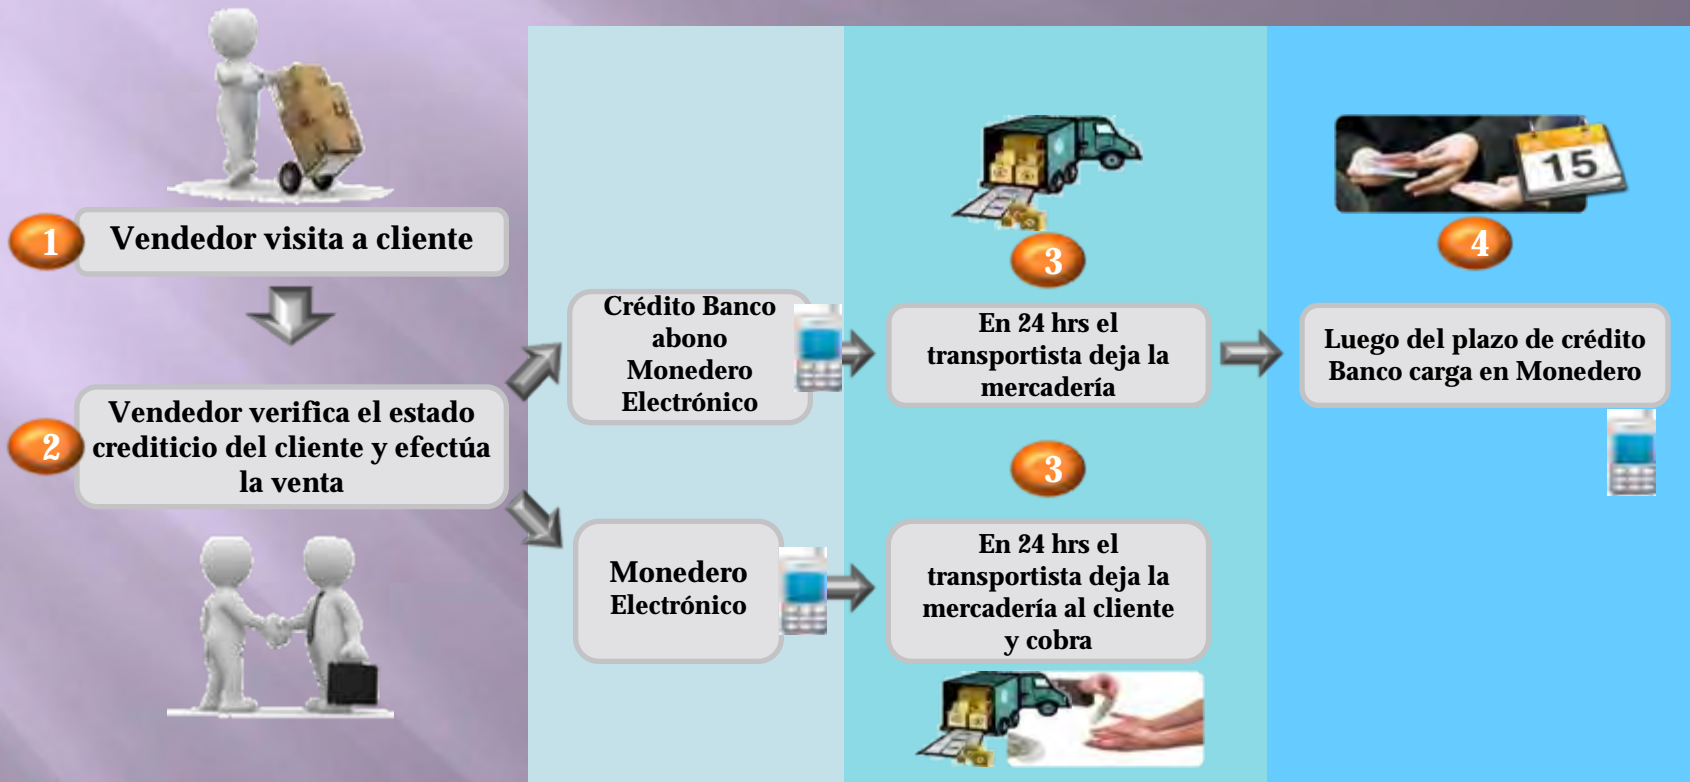 1
Vendedor visita a cliente
2
Vendedor verifica el estado
crediticio del cliente y efectúa
la venta
Crédito Banco
abono
Monedero
Electrónico
Monedero
Electrónico
3
En 24 hrs el
transportista deja la
mercadería
3
En 24 hrs el
transportista deja la
mercadería al cliente
y cobra
15
4
Luego del plazo de crédito
Banco carga en Monedero